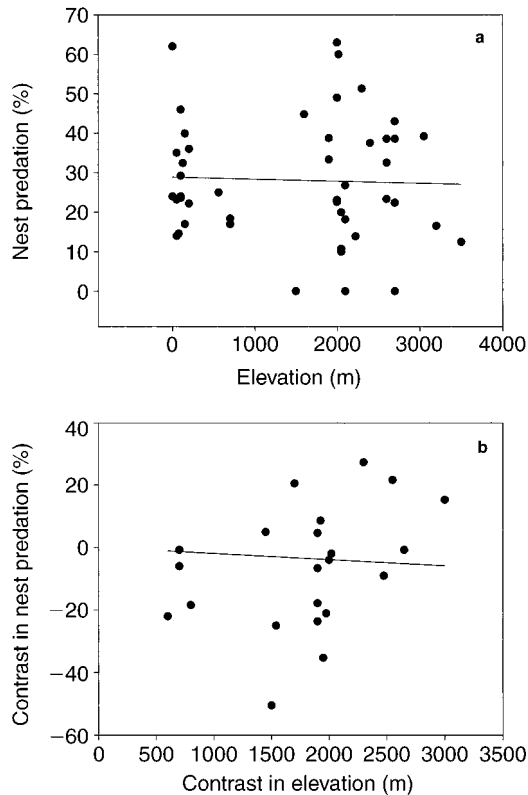 70
a
60
50
40
30
20
10
0
Nest predation (%)
0 1000 2000 3000 4000
Elevation (m)
40
b
20
0
−20
−40
−60
Contrast in nest predation (%)
0 500 1000 1500 2000 2500 3000 3500
Contrast in elevation (m)